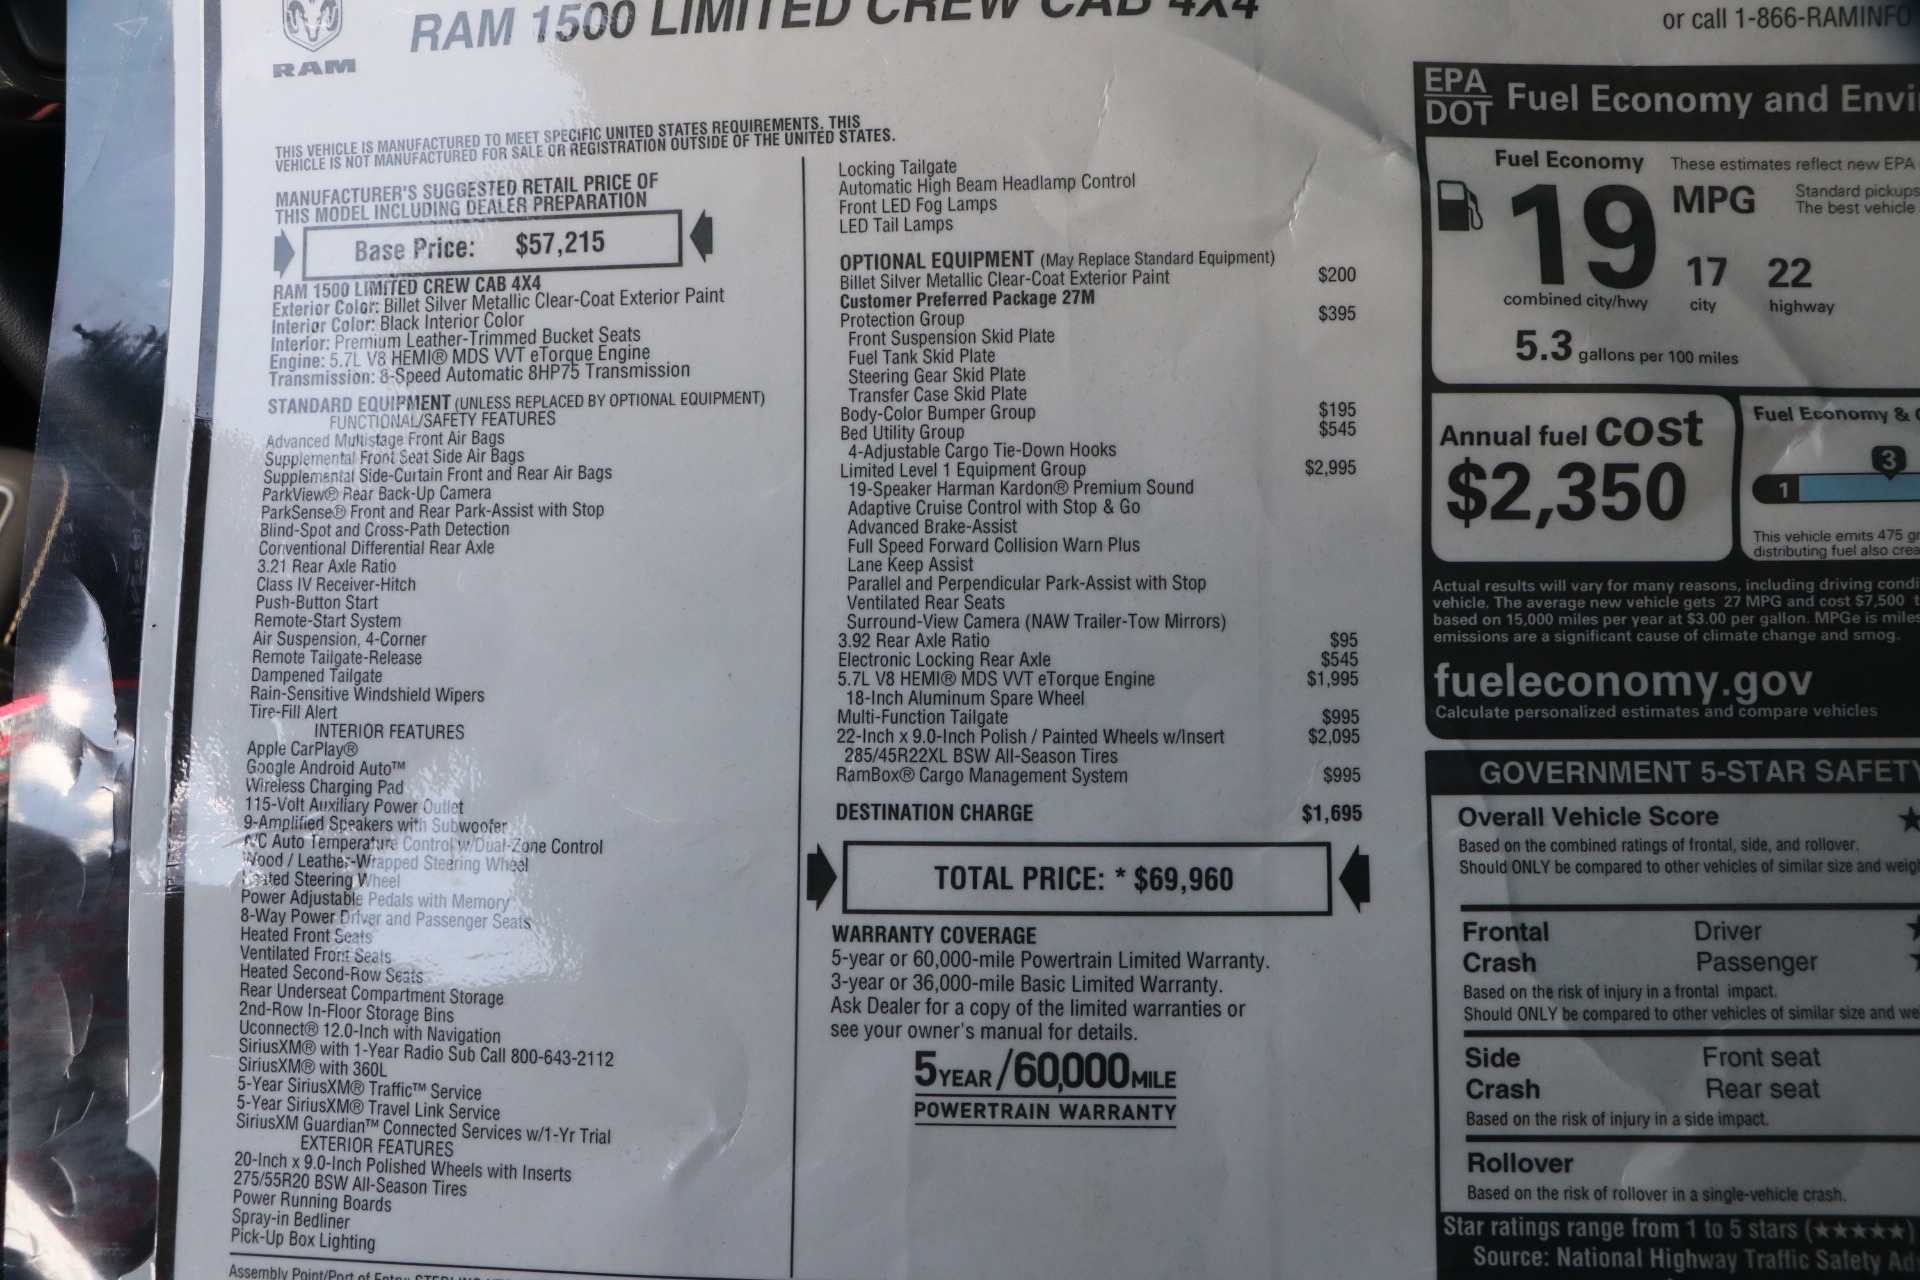 RAM
RAM 1500 LIMITED CREW CAB 4X4
or call 1-866-RAMINFO
THIS VEHICLE IS MANUFACTURED TO MEET SPECIFIC UNITED STATES REQUIREMENTS. THIS
VEHICLE IS NOT MANUFACTURED FOR SALE OR REGISTRATION OUTSIDE OF THE UNITED STATES.
MANUFACTURER'S SUGGESTED RETAIL PRICE OF
THIS MODEL INCLUDING DEALER PREPARATION
Base Price: $57,215
RAM 1500 LIMITED CREW CAB 4X4
Exterior Color: Billet Silver Metallic Clear-Coat Exterior Paint
Interior Color: Black Interior Color
Interior: Premium Leather-Trimmed Bucket Seats
Engine: 5.7L V8 HEMI® MDS VVT eTorque Engine
Transmission: 8-Speed Automatic 8HP75 Transmission
STANDARD EQUIPMENT (UNLESS REPLACED BY OPTIONAL EQUIPMENT)
FUNCTIONAL/SAFETY FEATURES
Advanced Multistage Front Air Bags
Supplemental Front Seat Side Air Bags
Supplemental Side-Curtain Front and Rear Air Bags
ParkView® Rear Back-Up Camera
ParkSense® Front and Rear Park-Assist with Stop
Blind-Spot and Cross-Path Detection
Conventional Differential Rear Axle
3.21 Rear Axle Ratio
Class IV Receiver-Hitch
Push-Button Start
Remote-Start System
Air Suspension, 4-Corner
Remote Tailgate-Release
Dampened Tailgate
Rain-Sensitive Windshield Wipers
Tire-Fill Alert
INTERIOR FEATURES
Apple CarPlay®
Google Android Auto™
Wireless Charging Pad
115-Volt Auxiliary Power Outlet
9-Amplified Speakers with Subwoofer
A/C Auto Temperature Control w/Dual-Zone Control
Wood / Leather-Wrapped Steering Wheel
Heated Steering Wheel
Power Adjustable Pedals with Memory
8-Way Power Driver and Passenger Seats
Heated Front Seats
Ventilated Front Seats
Heated Second-Row Seats
Rear Underseat Compartment Storage
2nd-Row In-Floor Storage Bins
Uconnect® 12.0-Inch with Navigation
SiriusXM® with 1-Year Radio Sub Call 800-643-2112
SiriusXM® with 360L
5-Year SiriusXM® Traffic™ Service
5-Year SiriusXM® Travel Link Service
SiriusXM Guardian™ Connected Services w/1-Yr Trial
EXTERIOR FEATURES
20-Inch x 9.0-Inch Polished Wheels with Inserts
275/55R20 BSW All-Season Tires
Power Running Boards
Spray-in Bedliner
Pick-Up Box Lighting
Assembly Point/Port of Entry:
Locking Tailgate
Automatic High Beam Headlamp Control
Front LED Fog Lamps
LED Tail Lamps
OPTIONAL EQUIPMENT (May Replace Standard Equipment)
Billet Silver Metallic Clear-Coat Exterior Paint $200
Customer Preferred Package 27M
Protection Group $395
Front Suspension Skid Plate
Fuel Tank Skid Plate
Steering Gear Skid Plate
Transfer Case Skid Plate
Body-Color Bumper Group $195
Bed Utility Group $545
4-Adjustable Cargo Tie-Down Hooks
Limited Level 1 Equipment Group $2,995
19-Speaker Harman Kardon® Premium Sound
Adaptive Cruise Control with Stop & Go
Advanced Brake-Assist
Full Speed Forward Collision Warn Plus
Lane Keep Assist
Parallel and Perpendicular Park-Assist with Stop
Ventilated Rear Seats
Surround-View Camera (NAW Trailer-Tow Mirrors)
3.92 Rear Axle Ratio $95
Electronic Locking Rear Axle $545
5.7L V8 HEMI® MDS VVT eTorque Engine $1,995
18-Inch Aluminum Spare Wheel
Multi-Function Tailgate $995
22-Inch x 9.0-Inch Polish / Painted Wheels w/Insert $2,095
285/45R22XL BSW All-Season Tires
RamBox® Cargo Management System $995
DESTINATION CHARGE $1,695
TOTAL PRICE: * $69,960
WARRANTY COVERAGE
5-year or 60,000-mile Powertrain Limited Warranty.
3-year or 36,000-mile Basic Limited Warranty.
Ask Dealer for a copy of the limited warranties or
see your owner's manual for details.
5 YEAR / 60,000 MILE
POWERTRAIN WARRANTY
EPA
DOT Fuel Economy and Envi
Fuel Economy These estimates reflect new EPA
19 MPG Standard pickups
The best vehicle
17 22
combined city/hwy city highway
5.3 gallons per 100 miles
Annual fuel cost
$2,350
Fuel Economy &
3
1
This vehicle emits 475
distributing fuel also
Actual results will vary for many reasons, including driving condi
vehicle. The average new vehicle gets 27 MPG and cost $7,500 t
based on 15,000 miles per year at $3.00 per gallon. MPGe is miles
emissions are a significant cause of climate change and smog.
fueleconomy.gov
Calculate personalized estimates and compare vehicles
GOVERNMENT 5-STAR SAFETY
Overall Vehicle Score ★
Based on the combined ratings of frontal, side, and rollover.
Should ONLY be compared to other vehicles of similar size and weigh
Frontal Driver
Crash Passenger
Based on the risk of injury in a frontal impact.
Should ONLY be compared to other vehicles of similar size and we
Side Front seat
Crash Rear seat
Based on the risk of injury in a side impact.
Rollover
Based on the risk of rollover in a single-vehicle crash.
Star ratings range from 1 to 5 stars (★★★★★)
Source: National Highway Traffic Safety Ad